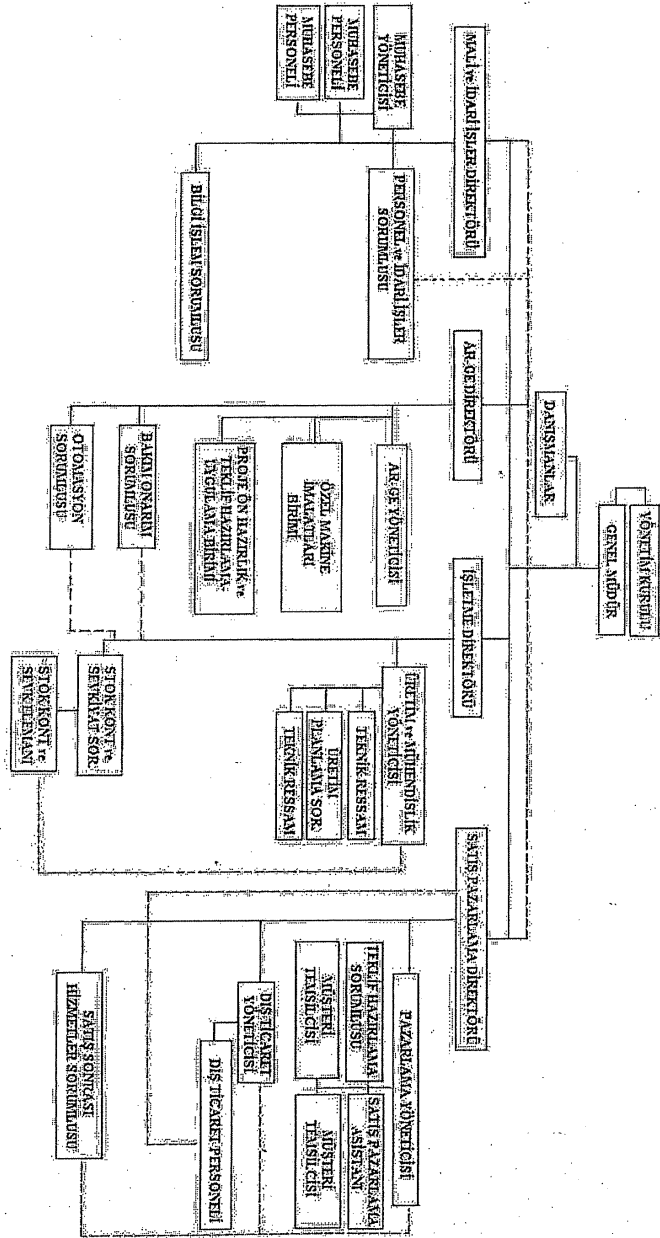 YÖNETİM KURULU
GENEL MÜDÜR
DANIŞMANLAR
MALİ ve İDARİ İŞLER DİREKTÖRÜ
AR-GE DİREKTÖRÜ
İŞLETME DİREKTÖRÜ
SATIŞ PAZARLAMA DİREKTÖRÜ
MUHASEBE
YÖNETİCİSİ
MUHASEBE
PERSONELİ
MUHASEBE
PERSONELİ
PERSONEL ve İDARİ İŞLER
SORUMLUSU
BİLGİ İŞLEM SORUMLUSU
AR-GE YÖNETİCİSİ
ÖZEL MAKİNE
İMALATLARI
BİRİMİ
PROJE ÖN HAZIRLIK ve
TEKLİF HAZIRLAMA-
UYGULAMA BİRİMİ
BAKIM ONARIM
SORUMLUSU
OTOMASYON
SORUMLUSU
ÜRETİM ve MÜHENDİSLİK
YÖNETİCİSİ
TEKNİK RESSAM
ÜRETİM
PLANLAMA SOR.
TEKNİK RESSAM
STOK KONT ve
SEVKİYAT SOR.
STOK KONT ve
SEVK ELEMANI
PAZARLAMA YÖNETİCİSİ
TEKLİF HAZIRLAMA
SORUMLUSU
SATIŞ PAZARLAMA
ASİSTANI
MÜŞTERİ
TEMSİLCİSİ
MÜŞTERİ
TEMSİLCİSİ
DIŞ TİCARET
YÖNETİCİSİ
DIŞ TİCARET PERSONELİ
SATIŞ SONRASI
HİZMETLER SORUMLUSU